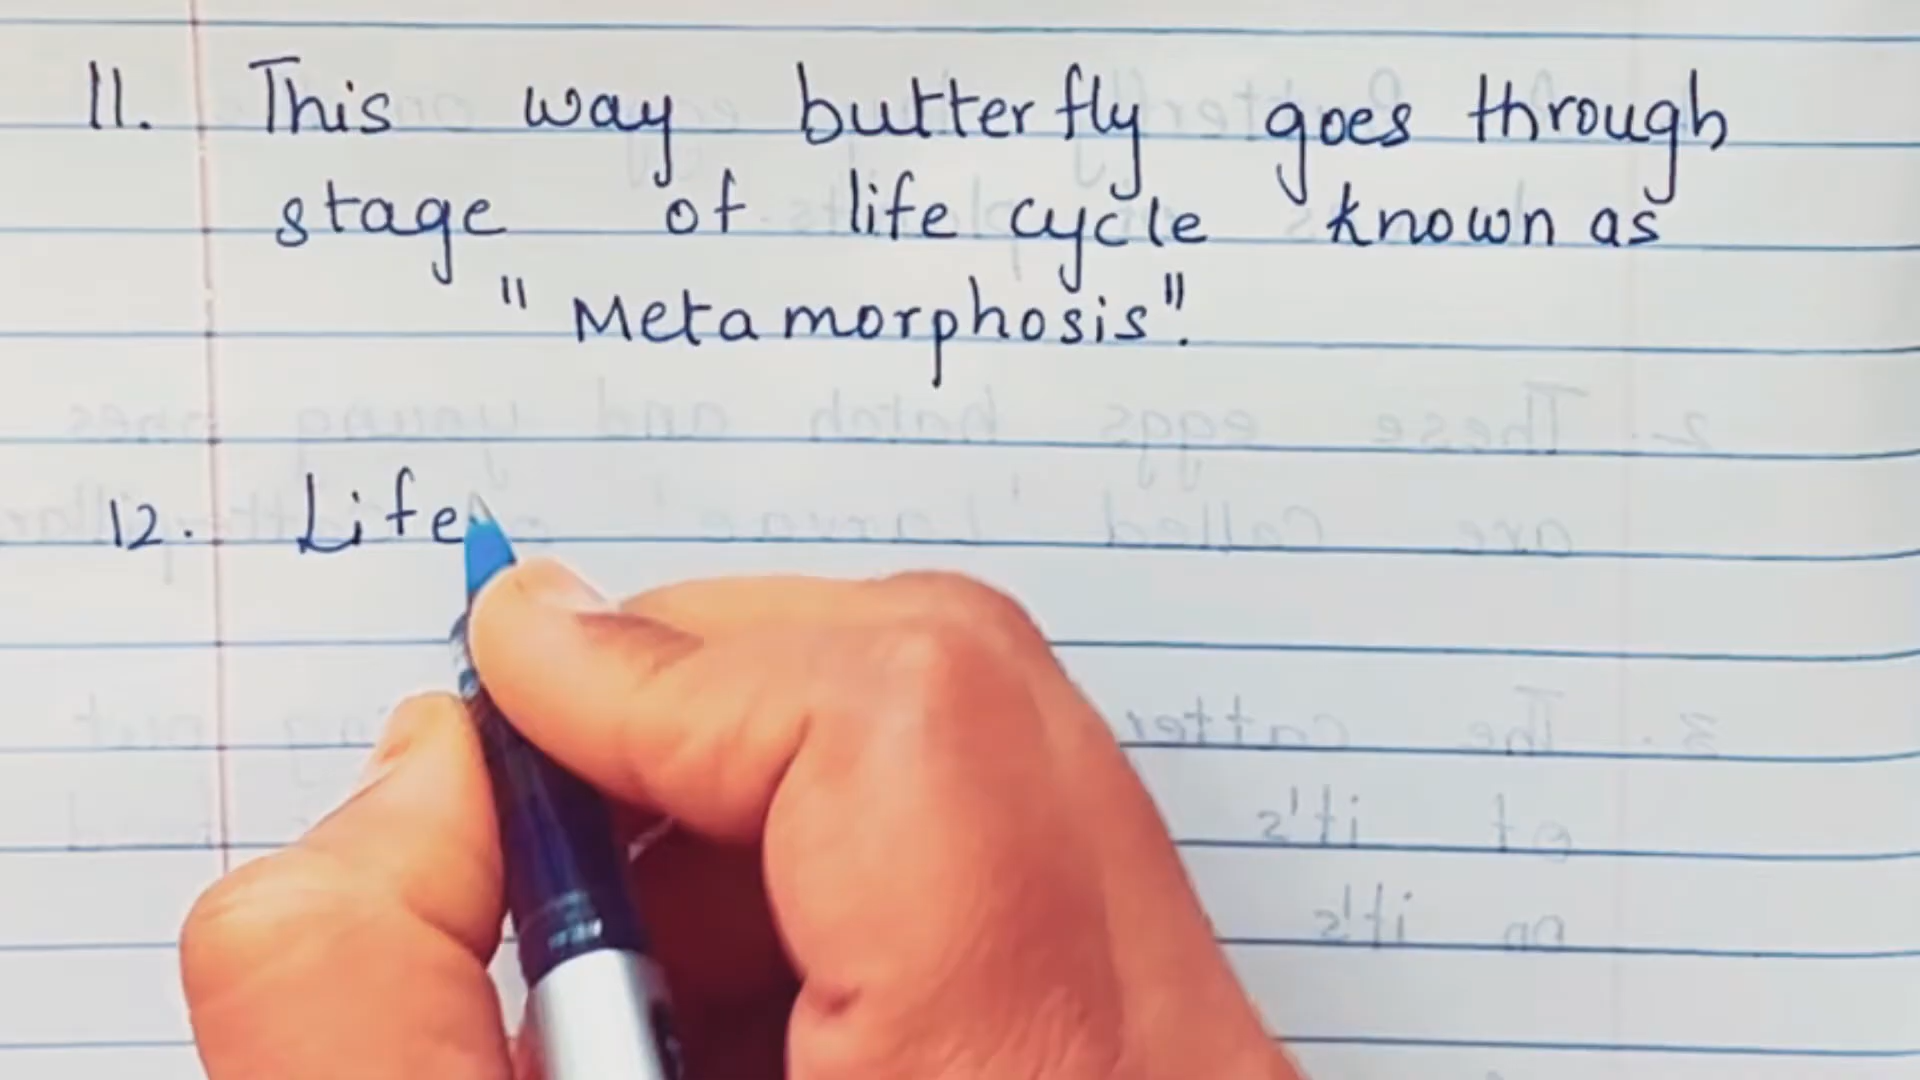 11. This way butterfly goes through
stage of life cycle known as
"Metamorphosis".
12. Life